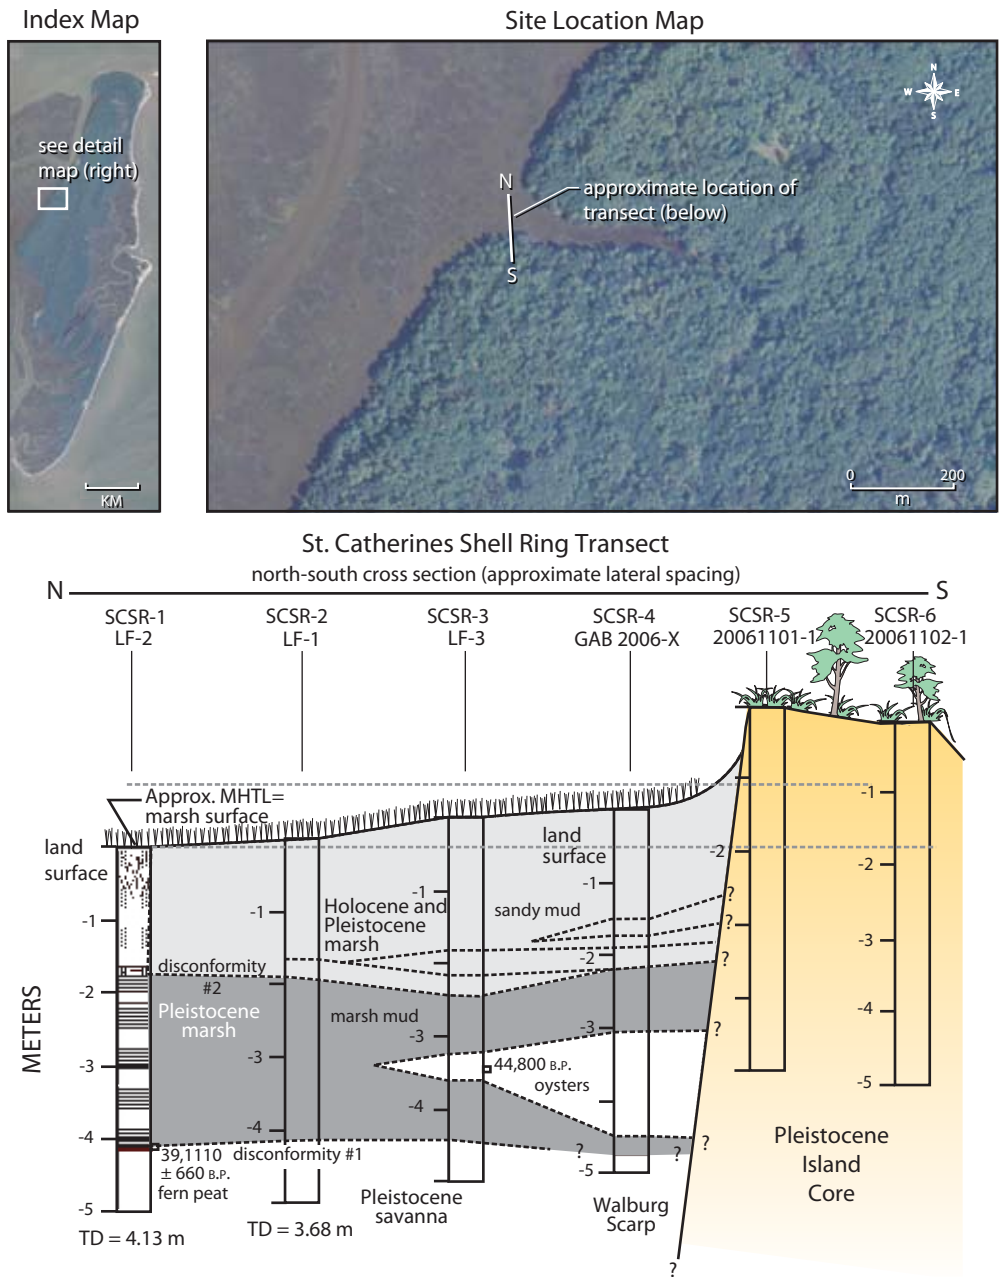 Index Map
Site Location Map
see detail
map (right)
KM
N
W E
S
N
approximate location of
transect (below)
S
0 200
m
St. Catherines Shell Ring Transect
north-south cross section (approximate lateral spacing)
N S
SCSR-1
LF-2
SCSR-2
LF-1
SCSR-3
LF-3
SCSR-4
GAB 2006-X
SCSR-5
20061101-1
SCSR-6
20061102-1
Approx. MHTL=
marsh surface
land
surface
land
surface
METERS
-1
-2
-3
-4
-5
-1
-3
-4
-1
-3
-4
-1
-2
-3
-5
-2
-1
-2
-3
-4
-5
Holocene and
Pleistocene
marsh
sandy mud
disconformity
#2
Pleistocene
marsh
marsh mud
44,800 B.P.
oysters
?
?
?
?
?
?
?
?
39,1110
± 660 B.P.
fern peat
disconformity #1
Pleistocene
savanna
Walburg
Scarp
Pleistocene
Island
Core
TD = 4.13 m
TD = 3.68 m